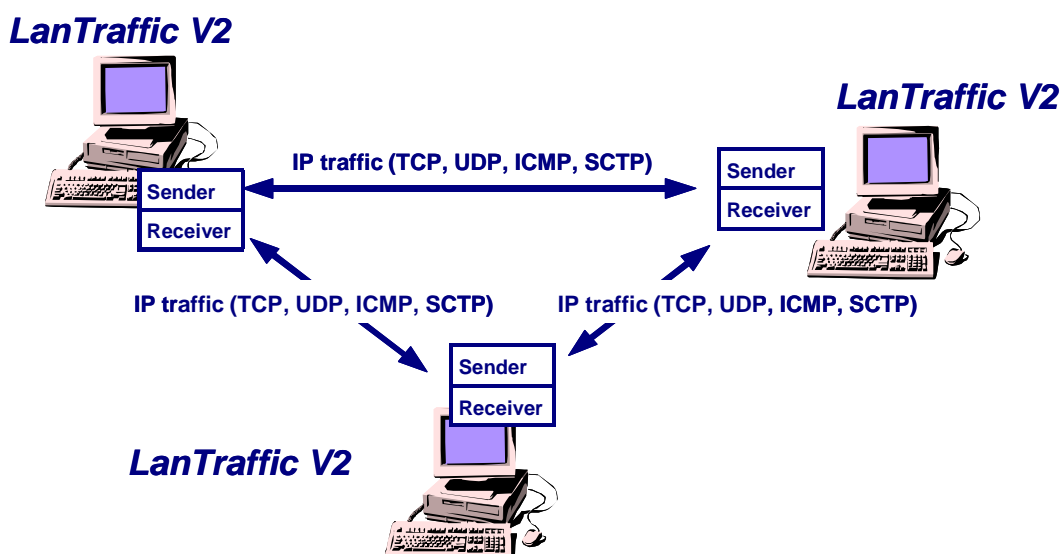 LanTraffic V2
LanTraffic V2
IP traffic (TCP, UDP, ICMP, SCTP)
Sender
Receiver
Sender
Receiver
IP traffic (TCP, UDP, ICMP, SCTP)
IP traffic (TCP, UDP, ICMP, SCTP)
Sender
Receiver
LanTraffic V2